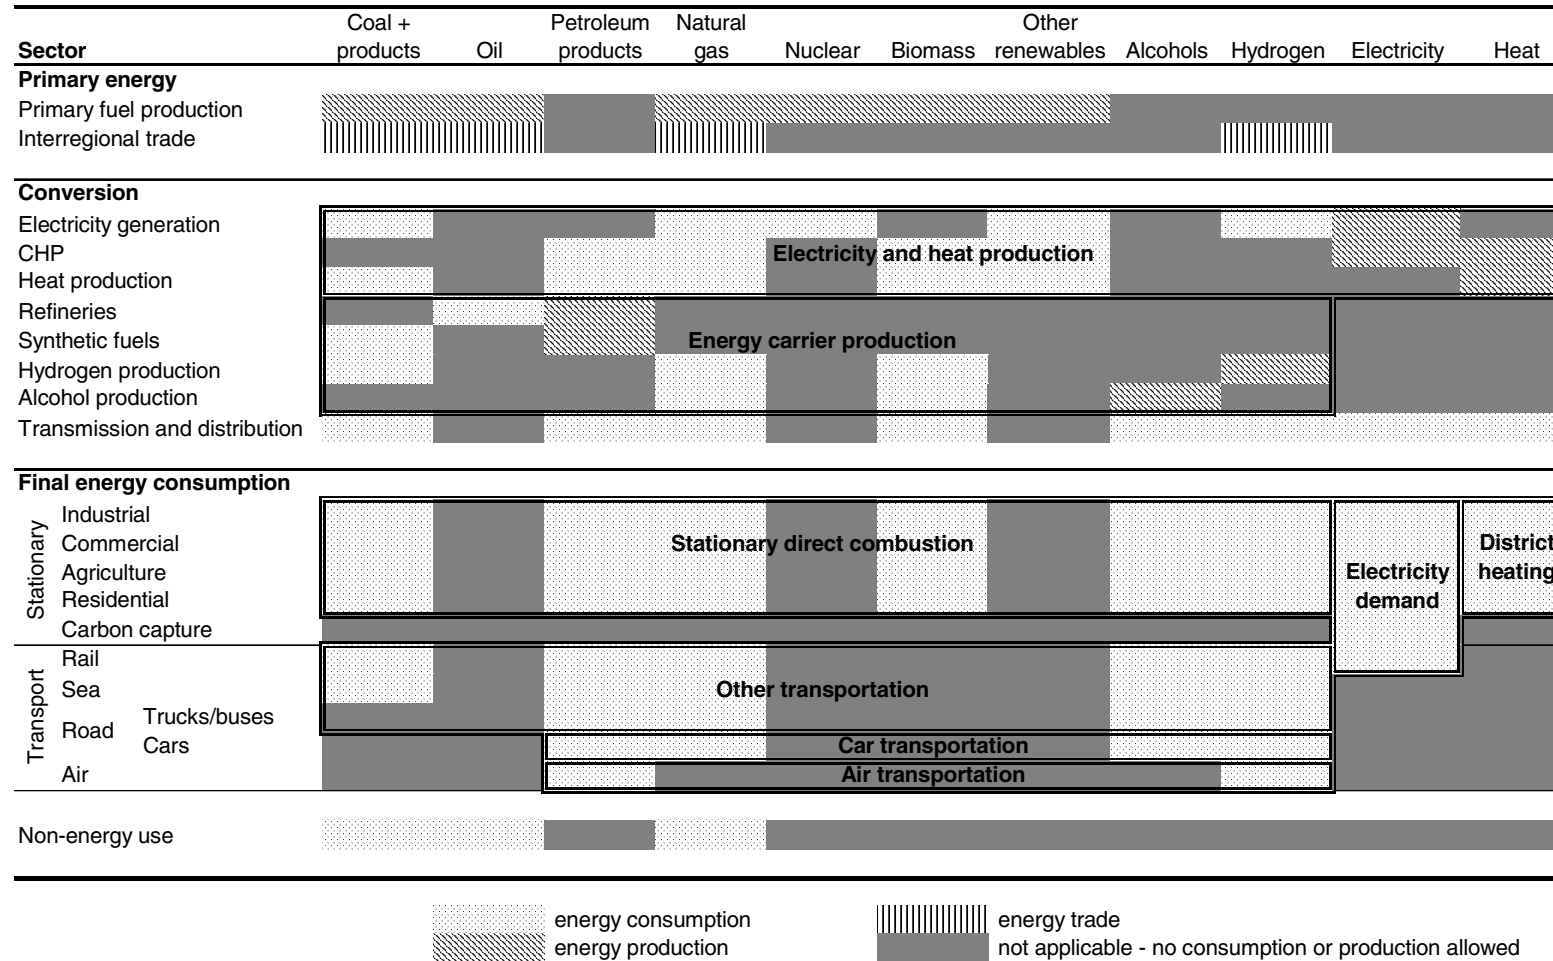 Coal + Petroleum Natural Other
Sector products Oil products gas Nuclear Biomass renewables Alcohols Hydrogen Electricity Heat
Primary energy
Primary fuel production
Interregional trade
Conversion
Electricity generation
CHP Electricity and heat production
Heat production
Refineries
Synthetic fuels Energy carrier production
Hydrogen production
Alcohol production
Transmission and distribution
Final energy consumption
Stationary
Industrial
Commercial Stationary direct combustion District
Agriculture Electricity heating
Residential demand
Carbon capture
Transport
Rail
Sea Other transportation
Trucks/buses
Road
Cars Car transportation
Air Air transportation
Non-energy use
energy consumption energy trade
energy production not applicable - no consumption or production allowed